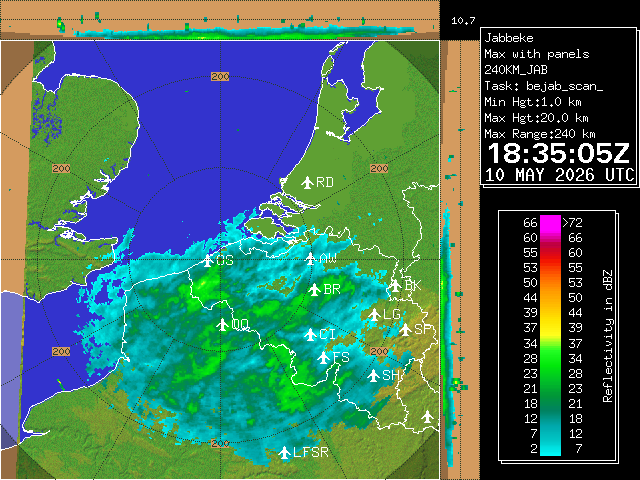 10.7
Jabbeke
Max with panels
240KM_JAB
Task: bejab_scan_
Min Hgt:1.0 km
Max Hgt:20.0 km
Max Range:240 km
18:35:05Z
10 MAY 2026 UTC
200
200
200
RD
OS
AW
BR
BK
LG
QO
CI
SP
FS
200
200
SH
200
LFSR
66 >72
60 66
55 60
53 55
50 53
44 50
39 44
37 39
34 37
28 34
23 28
21 23
18 21
12 18
7 12
2 7
Reflectivity in dBZ